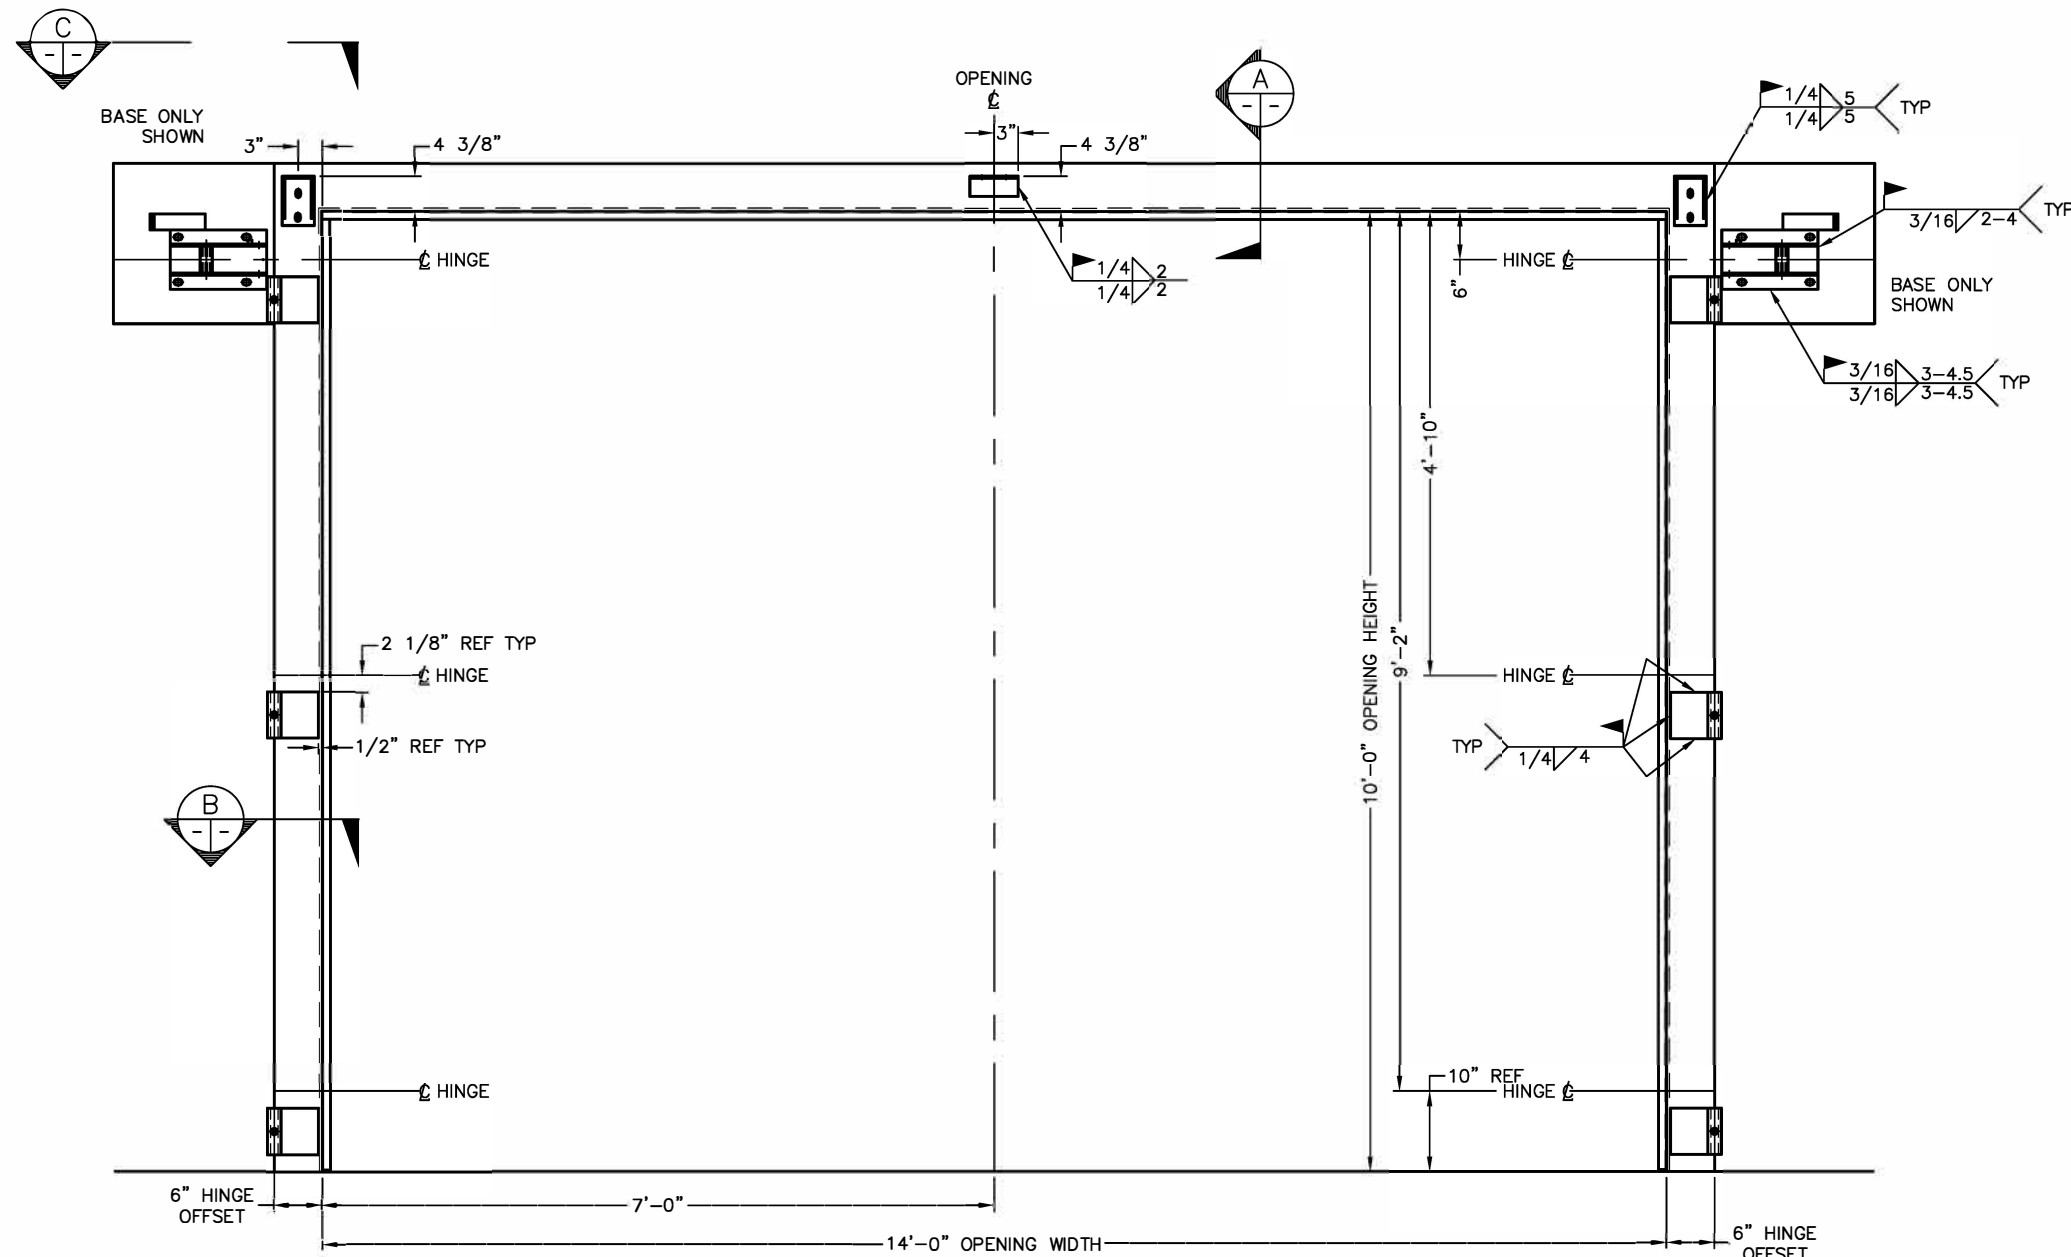 C
- -
BASE ONLY
SHOWN
3"
4 3/8"
OPENING
℄
3"
4 3/8"
A
- -
1/4 5
1/4 5
TYP
3/16 2-4
TYP
℄ HINGE
1/4 2
1/4 2
HINGE ℄
6"
BASE ONLY
SHOWN
3/16 3-4.5
3/16 3-4.5
TYP
4'-10"
10'-0" OPENING HEIGHT
9'-2"
2 1/8" REF TYP
℄ HINGE
HINGE ℄
1/2" REF TYP
TYP
1/4 4
B
- -
10" REF
℄ HINGE
HINGE ℄
6" HINGE
OFFSET
7'-0"
14'-0" OPENING WIDTH
6" HINGE
OFFSET